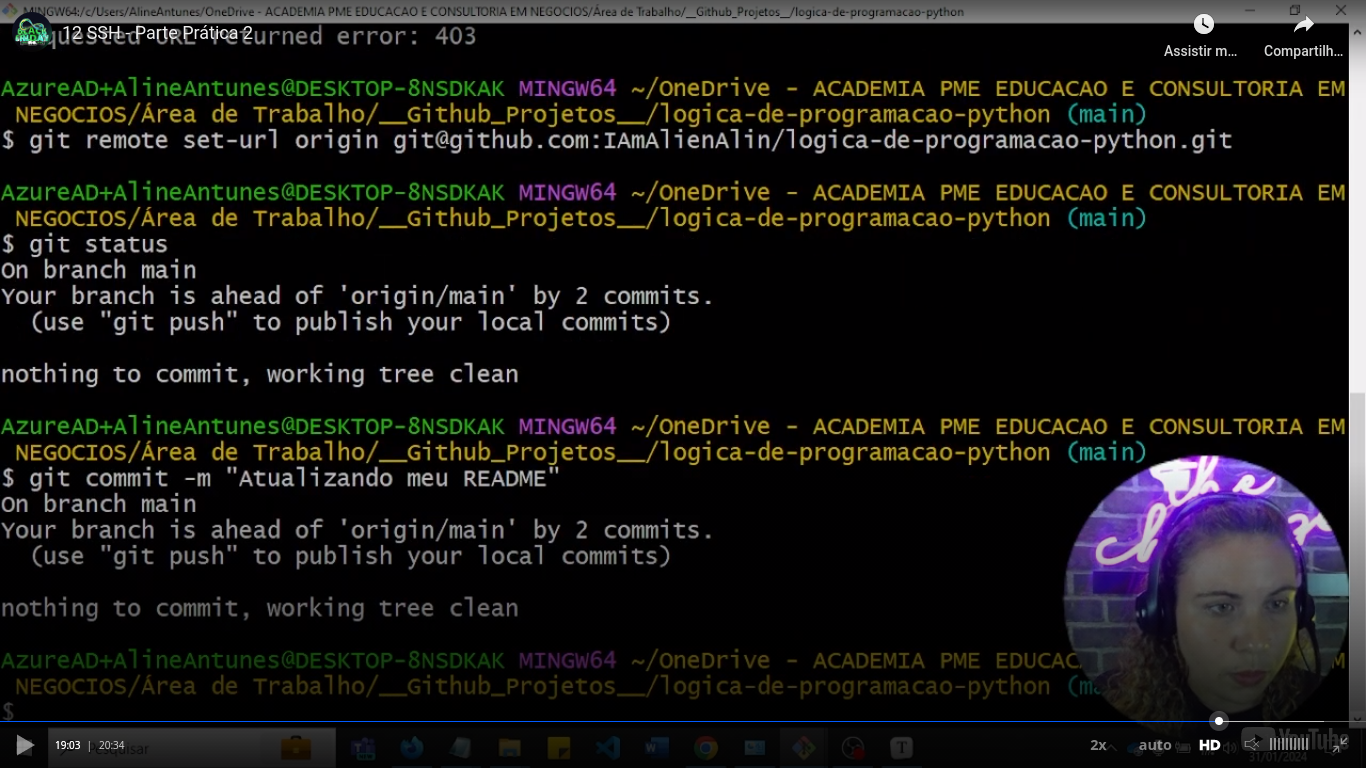 MINGW64:/c/Users/AlineAntunes/OneDrive - ACADEMIA PME EDUCACAO E CONSULTORIA EM NEGOCIOS/Área de Trabalho/__Github_Projetos__/logica-de-programacao-python
12 SSH - Parte Prática 2
Assistir m...
Compartilh...
returned error: 403
AzureAD+AlineAntunes@DESKTOP-8NSDKAK MINGW64 ~/OneDrive - ACADEMIA PME EDUCACAO E CONSULTORIA EM
NEGOCIOS/Área de Trabalho/__Github_Projetos__/logica-de-programacao-python (main)
$ git remote set-url origin git@github.com:IAmAlienAlin/logica-de-programacao-python.git
AzureAD+AlineAntunes@DESKTOP-8NSDKAK MINGW64 ~/OneDrive - ACADEMIA PME EDUCACAO E CONSULTORIA EM
NEGOCIOS/Área de Trabalho/__Github_Projetos__/logica-de-programacao-python (main)
$ git status
On branch main
Your branch is ahead of 'origin/main' by 2 commits.
(use "git push" to publish your local commits)
nothing to commit, working tree clean
AzureAD+AlineAntunes@DESKTOP-8NSDKAK MINGW64 ~/OneDrive - ACADEMIA PME EDUCACAO E CONSULTORIA EM
NEGOCIOS/Área de Trabalho/__Github_Projetos__/logica-de-programacao-python (main)
$ git commit -m "Atualizando meu README"
On branch main
Your branch is ahead of 'origin/main' by 2 commits.
(use "git push" to publish your local commits)
nothing to commit, working tree clean
AzureAD+AlineAntunes@DESKTOP-8NSDKAK MINGW64 ~/OneDrive - ACADEMIA PME EDUCAC
NEGOCIOS/Área de Trabalho/__Github_Projetos__/logica-de-programacao-python
$
the
19:03 | 20:34
2x
auto
HD
YouTube
31/01/2024